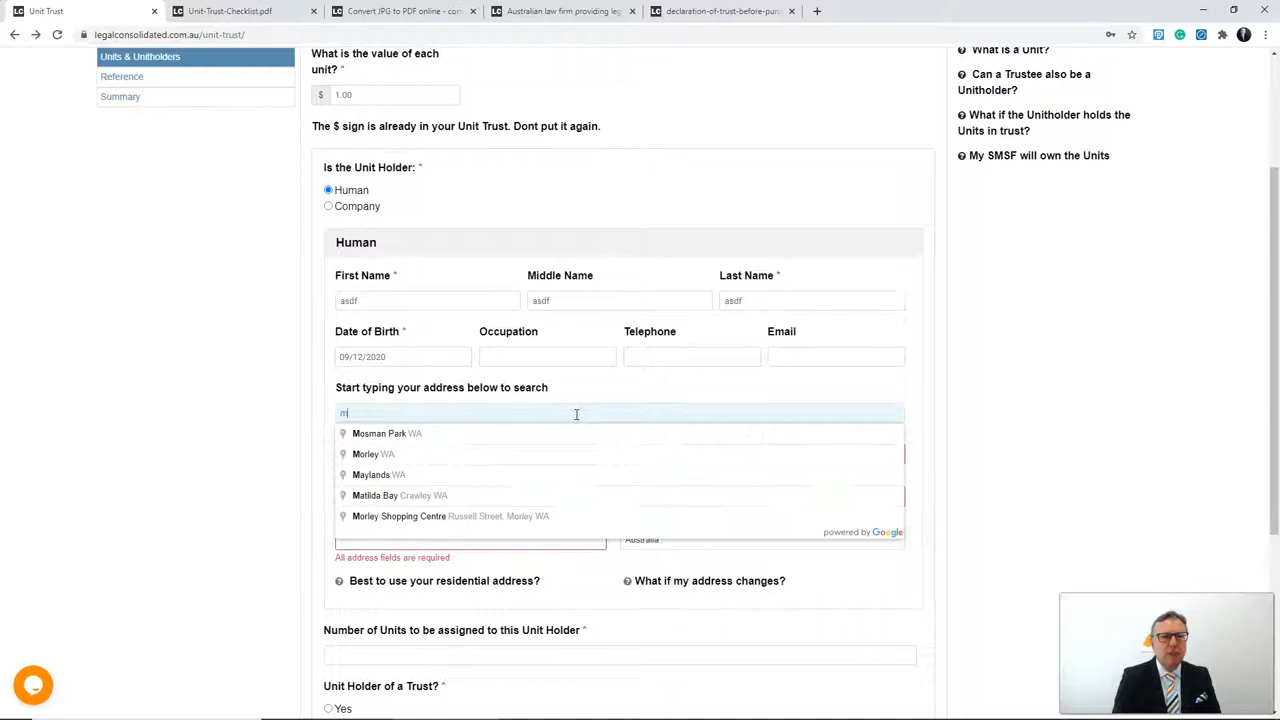 Unit Trust
Unit-Trust-Checklist.pdf
Convert JPG to PDF online - con
Australian law firm providing leg
declaration-of-trust-before-purc
legalconsolidated.com.au/unit-trust/
Units & Unitholders
Reference
Summary
What is the value of each
unit? *
$ 1.00
The $ sign is already in your Unit Trust. Dont put it again.
Is the Unit Holder: *
Human
Company
Human
First Name * Middle Name Last Name *
asdf asdf asdf
Date of Birth * Occupation Telephone Email
09/12/2020
Start typing your address below to search
m
Mosman Park WA
Morley WA
Maylands WA
Matilda Bay Crawley WA
Morley Shopping Centre Russell Street, Morley WA
powered by Google
Australia
All address fields are required
Best to use your residential address? What if my address changes?
Number of Units to be assigned to this Unit Holder *
Unit Holder of a Trust? *
Yes
What is a Unit?
Can a Trustee also be a
Unitholder?
What if the Unitholder holds the
Units in trust?
My SMSF will own the Units